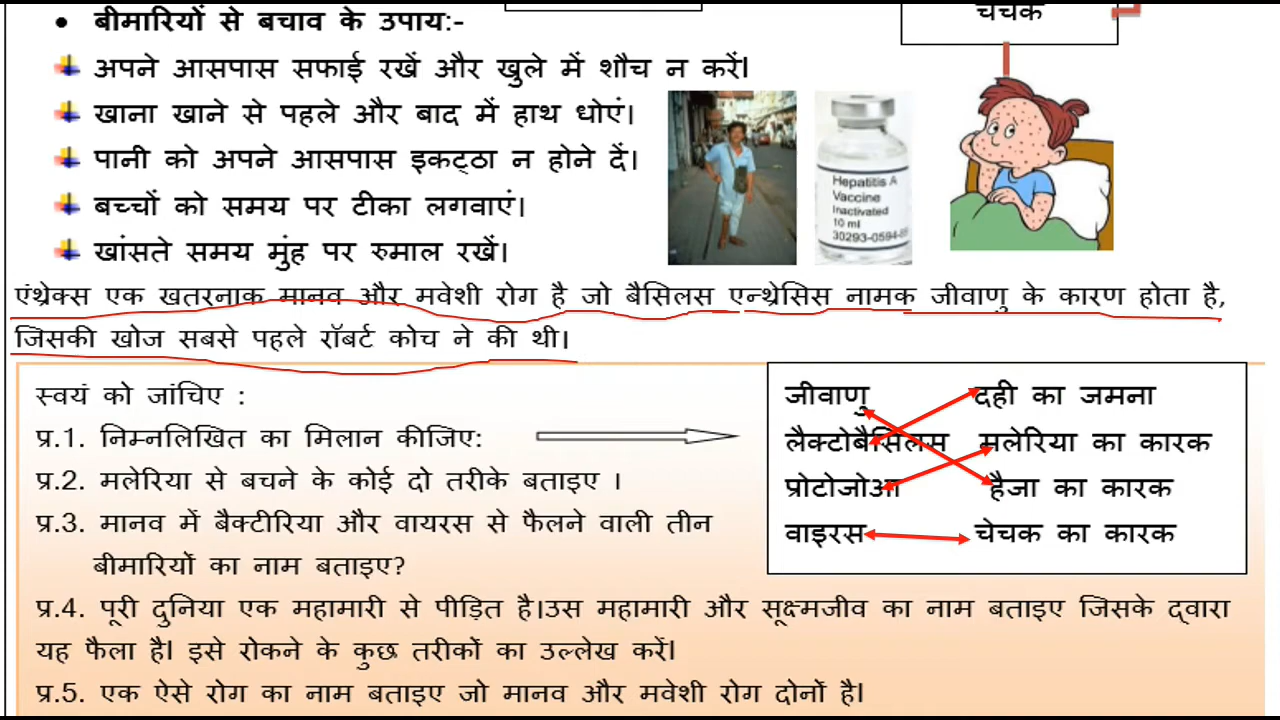 चेचक
• बीमारियों से बचाव के उपाय:-
अपने आसपास सफाई रखें और खुले में शौच न करें।
खाना खाने से पहले और बाद में हाथ धोएं।
पानी को अपने आसपास इकट्ठा न होने दें।
बच्चों को समय पर टीका लगवाएं।
खांसते समय मुंह पर रुमाल रखें।
Hepatitis A
Vaccine
Inactivated
10 ml
30293-0594-
एंथ्रेक्स एक खतरनाक मानव और मवेशी रोग है जो बैसिलस एन्थ्रेसिस नामक जीवाणु के कारण होता है,
जिसकी खोज सबसे पहले रॉबर्ट कोच ने की थी।
स्वयं को जांचिए :
प्र.1. निम्नलिखित का मिलान कीजिए:
प्र.2. मलेरिया से बचने के कोई दो तरीके बताइए ।
प्र.3. मानव में बैक्टीरिया और वायरस से फैलने वाली तीन
बीमारियों का नाम बताइए?
जीवाणु दही का जमना
लैक्टोबैसिलस मलेरिया का कारक
प्रोटोजोआ हैजा का कारक
वाइरस चेचक का कारक
प्र.4. पूरी दुनिया एक महामारी से पीड़ित है।उस महामारी और सूक्ष्मजीव का नाम बताइए जिसके द्वारा
यह फैला है। इसे रोकने के कुछ तरीकों का उल्लेख करें।
प्र.5. एक ऐसे रोग का नाम बताइए जो मानव और मवेशी रोग दोनों है।